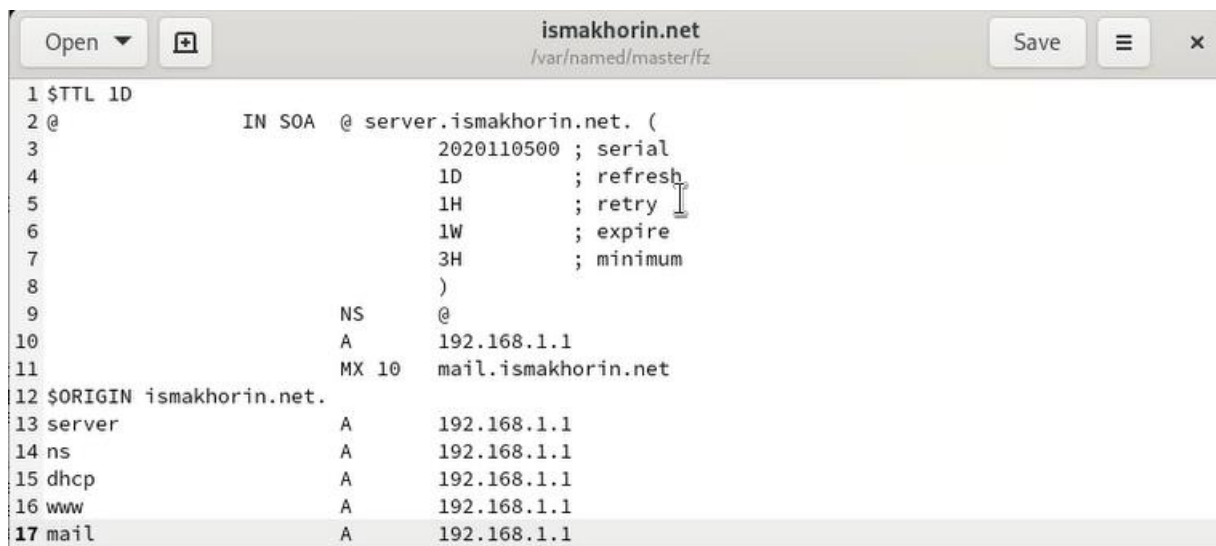 Open ismakhorin.net Save
/var/named/master/fz
1 $TTL 1D
2 @ IN SOA @ server.ismakhorin.net. (
3 2020110500 ; serial
4 1D ; refresh
5 1H ; retry
6 1W ; expire
7 3H ; minimum
8 )
9 NS @
10 A 192.168.1.1
11 MX 10 mail.ismakhorin.net
12 $ORIGIN ismakhorin.net.
13 server A 192.168.1.1
14 ns A 192.168.1.1
15 dhcp A 192.168.1.1
16 www A 192.168.1.1
17 mail A 192.168.1.1